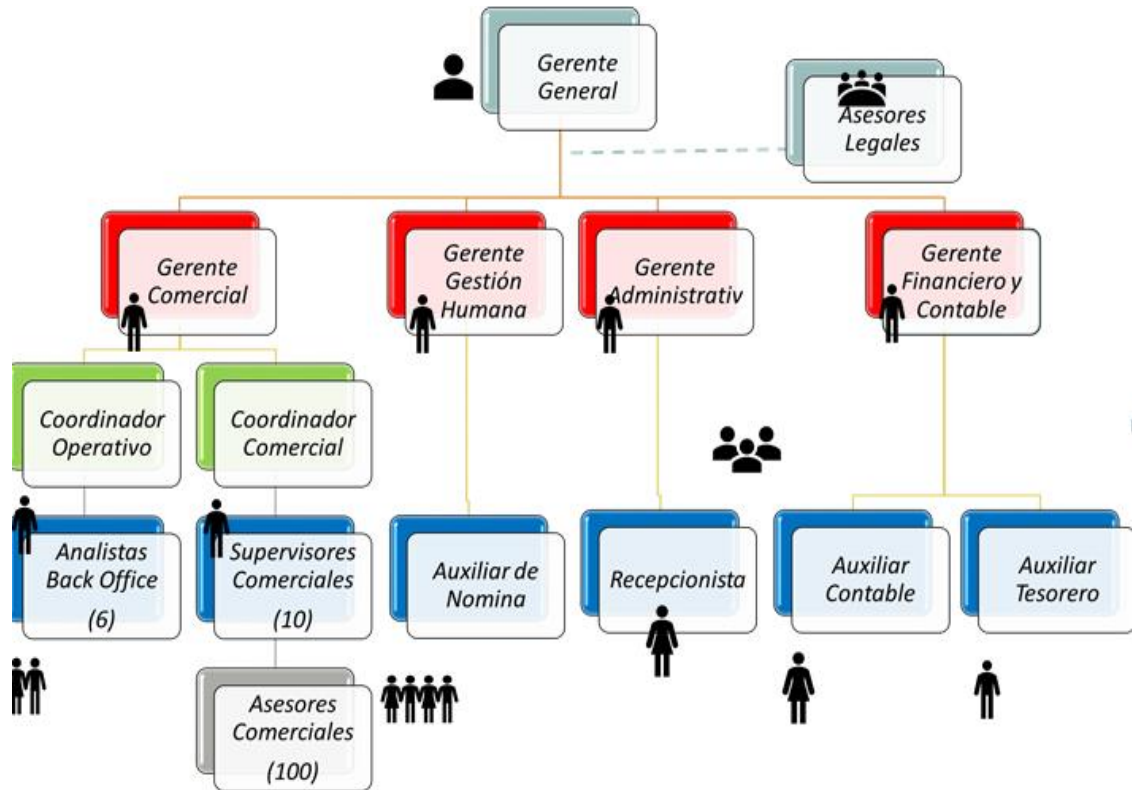 Gerente
General
Asesores
Legales
Gerente
Comercial
Gerente
Gestión
Humana
Gerente
Administrativ
Gerente
Financiero y
Contable
Coordinador
Operativo
Coordinador
Comercial
Analistas
Back Office
(6)
Supervisores
Comerciales
(10)
Auxiliar de
Nomina
Recepcionista
Auxiliar
Contable
Auxiliar
Tesorero
Asesores
Comerciales
(100)